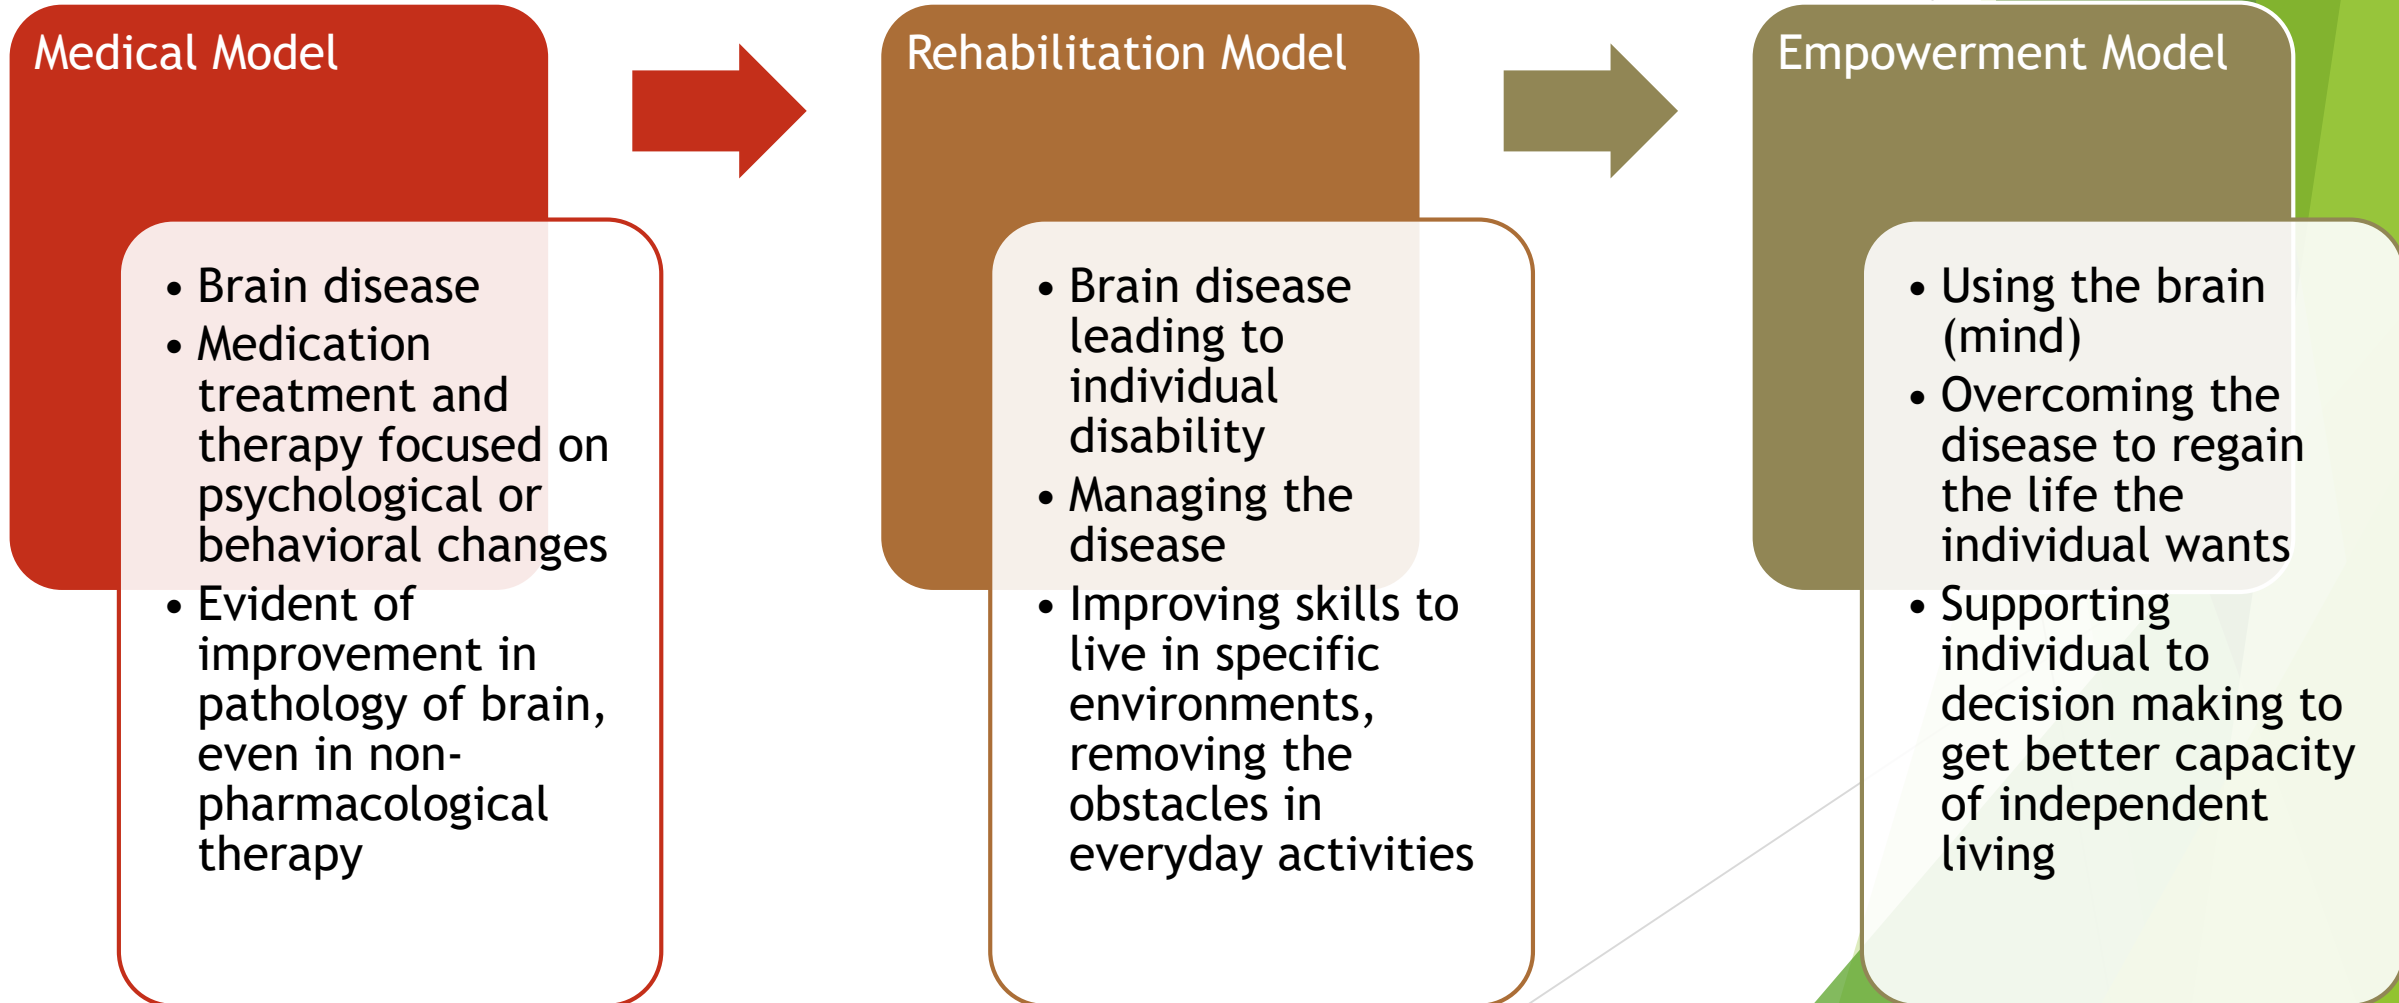 Medical Model
• Brain disease
• Medication
treatment and
therapy focused on
psychological or
behavioral changes
• Evident of
improvement in
pathology of brain,
even in non-
pharmacological
therapy
Rehabilitation Model
• Brain disease
leading to
individual
disability
• Managing the
disease
• Improving skills to
live in specific
environments,
removing the
obstacles in
everyday activities
Empowerment Model
• Using the brain
(mind)
• Overcoming the
disease to regain
the life the
individual wants
• Supporting
individual to
decision making to
get better capacity
of independent
living